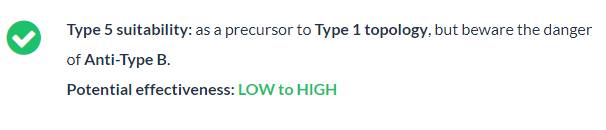 Type 5 suitability: as a precursor to Type 1 topology, but beware the danger
of Anti-Type B.
Potential effectiveness: LOW to HIGH